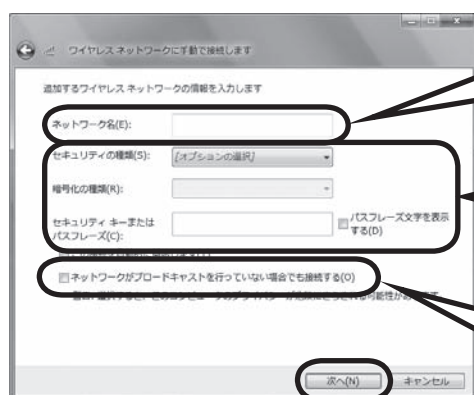 ワイヤレス ネットワークに手動で接続します
追加するワイヤレス ネットワークの情報を入力します
ネットワーク名(E):
セキュリティの種類(S):
[オプションの選択]
暗号化の種類(R):
セキュリティ キーまたは
パスフレーズ(C):
パスフレーズ文字を表示
する(D)
ネットワークがブロードキャストを行っていない場合でも接続する(O)
次へ(N)
キャンセル